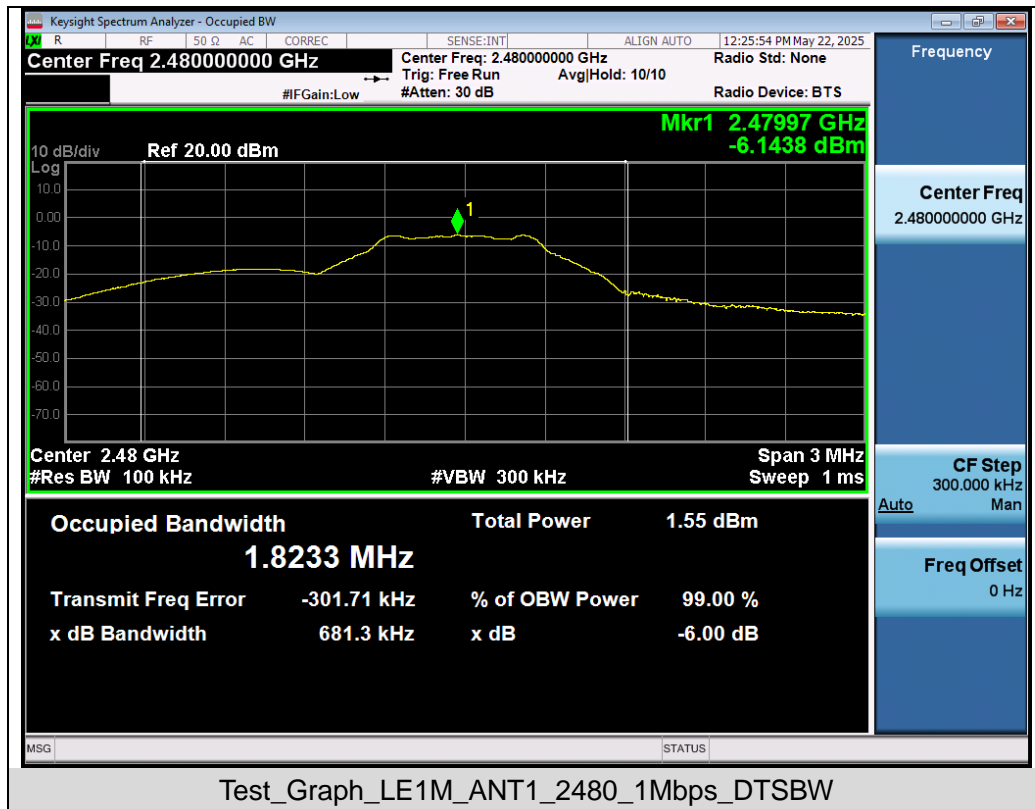 Keysight Spectrum Analyzer - Occupied BW
LXI R RF 50 Ω AC CORREC SENSE:INT ALIGN AUTO 12:25:54 PM May 22, 2025
Center Freq 2.480000000 GHz
Center Freq: 2.480000000 GHz
Radio Std: None
Trig: Free Run Avg|Hold: 10/10
#IFGain:Low
#Atten: 30 dB
Radio Device: BTS
Mkr1 2.47997 GHz
-6.1438 dBm
10 dB/div Ref 20.00 dBm
Log
10.0
0.00
-10.0
-20.0
-30.0
-40.0
-50.0
-60.0
-70.0
1
Center 2.48 GHz Span 3 MHz
#Res BW 100 kHz #VBW 300 kHz Sweep 1 ms
Occupied Bandwidth Total Power 1.55 dBm
1.8233 MHz
Transmit Freq Error -301.71 kHz % of OBW Power 99.00 %
x dB Bandwidth 681.3 kHz x dB -6.00 dB
Frequency
Center Freq
2.480000000 GHz
CF Step
300.000 kHz
Auto Man
Freq Offset
0 Hz
MSG STATUS
Test_Graph_LE1M_ANT1_2480_1Mbps_DTSBW